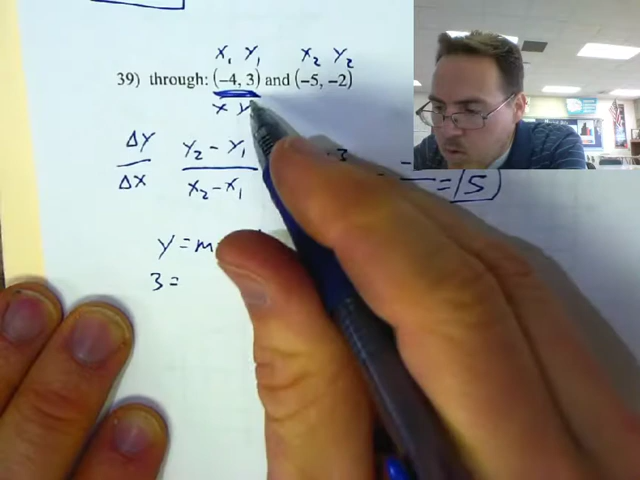 X₁ Y₁ X₂ Y₂
39) through: (−4, 3) and (−5, −2)
X Y
ΔY/ΔX Y₂ − Y₁/X₂ − X₁ -3 = 5
Y = m
3 =